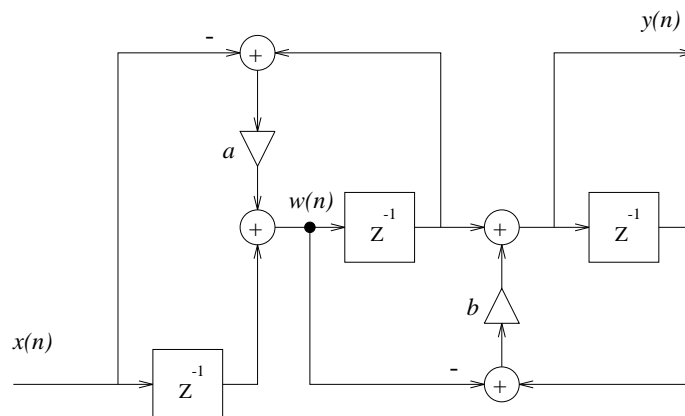 y(n)
-
+
a
w(n)
+
Z⁻¹
+
Z⁻¹
b
x(n)
Z⁻¹
-
+